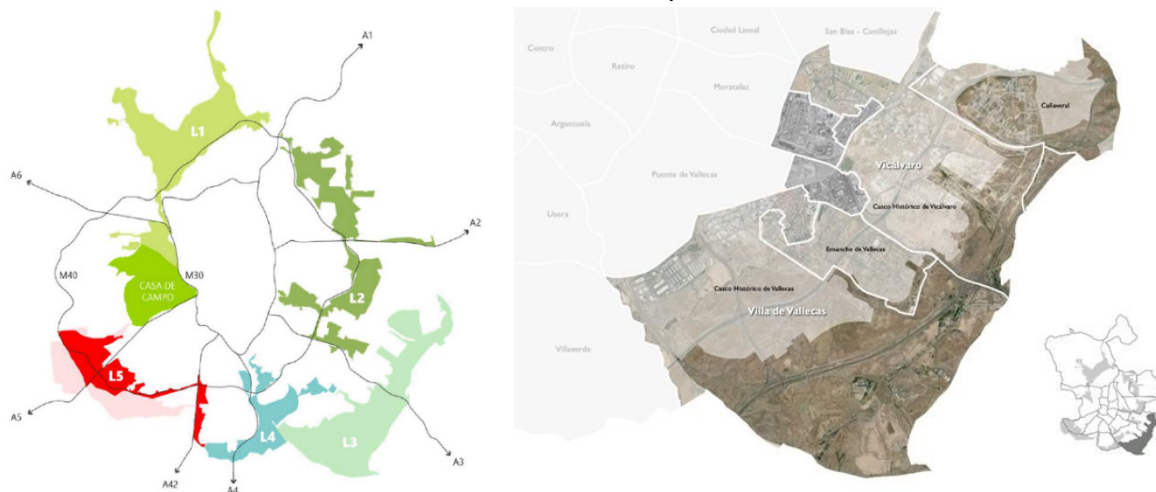 A1
L1
A6
A2
M40
M30
CASA DE
CAMPO
L2
L5
A5
L4
L3
A3
A42
A4
Ciudad Lineal
San Blas - Canillejas
Centro
Retiro
Moratalaz
Cañaveral
Arganzuela
Vicálvaro
Puente de Vallecas
Casco Histórico de Vicálvaro
Usera
Ensanche de Vallecas
Casco Histórico de Vallecas
Villa de Vallecas
Villaverde